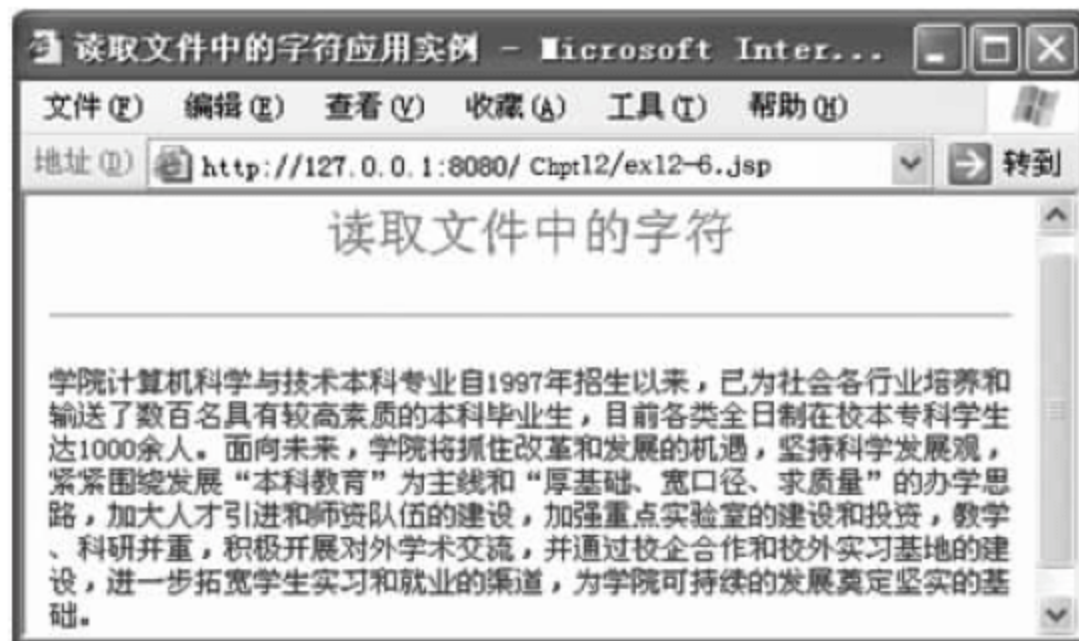 读取文件中的字符应用实例 - Microsoft Inter...
文件(F) 编辑(E) 查看(V) 收藏(A) 工具(T) 帮助(H)
地址(D) http://127.0.0.1:8080/ Chpt12/ex12-6.jsp 转到
读取文件中的字符
学院计算机科学与技术本科专业自1997年招生以来，已为社会各行业培养和
输送了数百名具有较高素质的本科毕业生，目前各类全日制在校本专科学生
达1000余人。面向未来，学院将抓住改革和发展的机遇，坚持科学发展观，
紧紧围绕发展“本科教育”为主线和“厚基础、宽口径、求质量”的办学思
路，加大人才引进和师资队伍的建设，加强重点实验室的建设和投资，教学
、科研并重，积极开展对外学术交流，并通过校企合作和校外实习基地的建
设，进一步拓宽学生实习和就业的渠道，为学院可持续的发展奠定坚实的基
础。